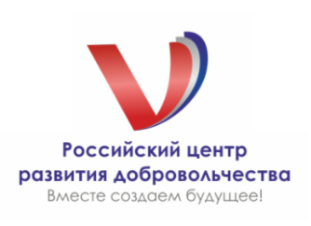 Российский центр
развития добровольчества
Вместе создаем будущее!